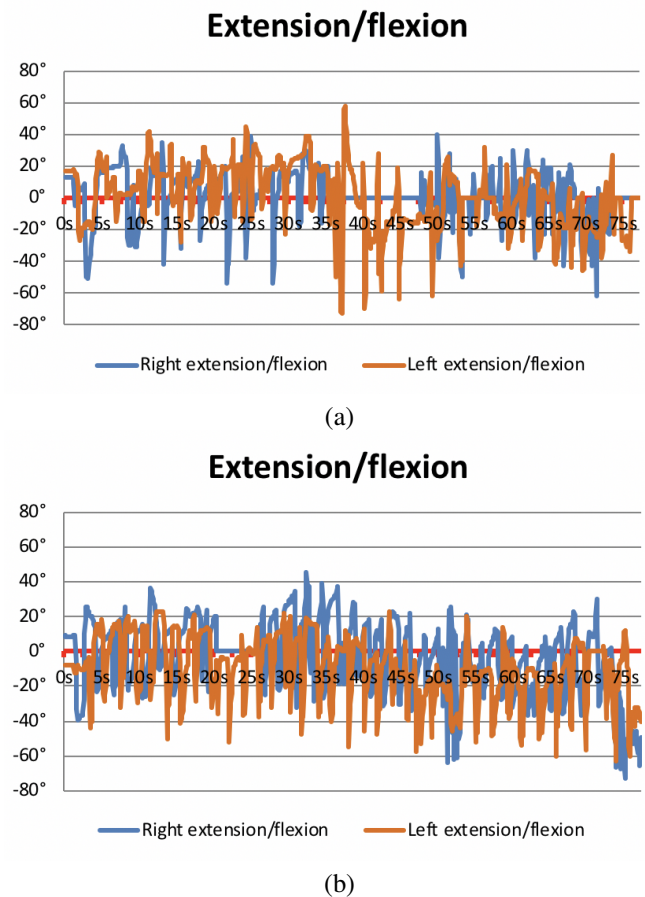 Extension/flexion
80°
60°
40°
20°
0°
0s 5s 10s 15s 20s 25s 30s 35s 40s 45s 50s 55s 60s 65s 70s 75s
-20°
-40°
-60°
-80°
Right extension/flexion Left extension/flexion
(a)
Extension/flexion
80°
60°
40°
20°
0°
0s 5s 10s 15s 20s 25s 30s 35s 40s 45s 50s 55s 60s 65s 70s 75s
-20°
-40°
-60°
-80°
Right extension/flexion Left extension/flexion
(b)